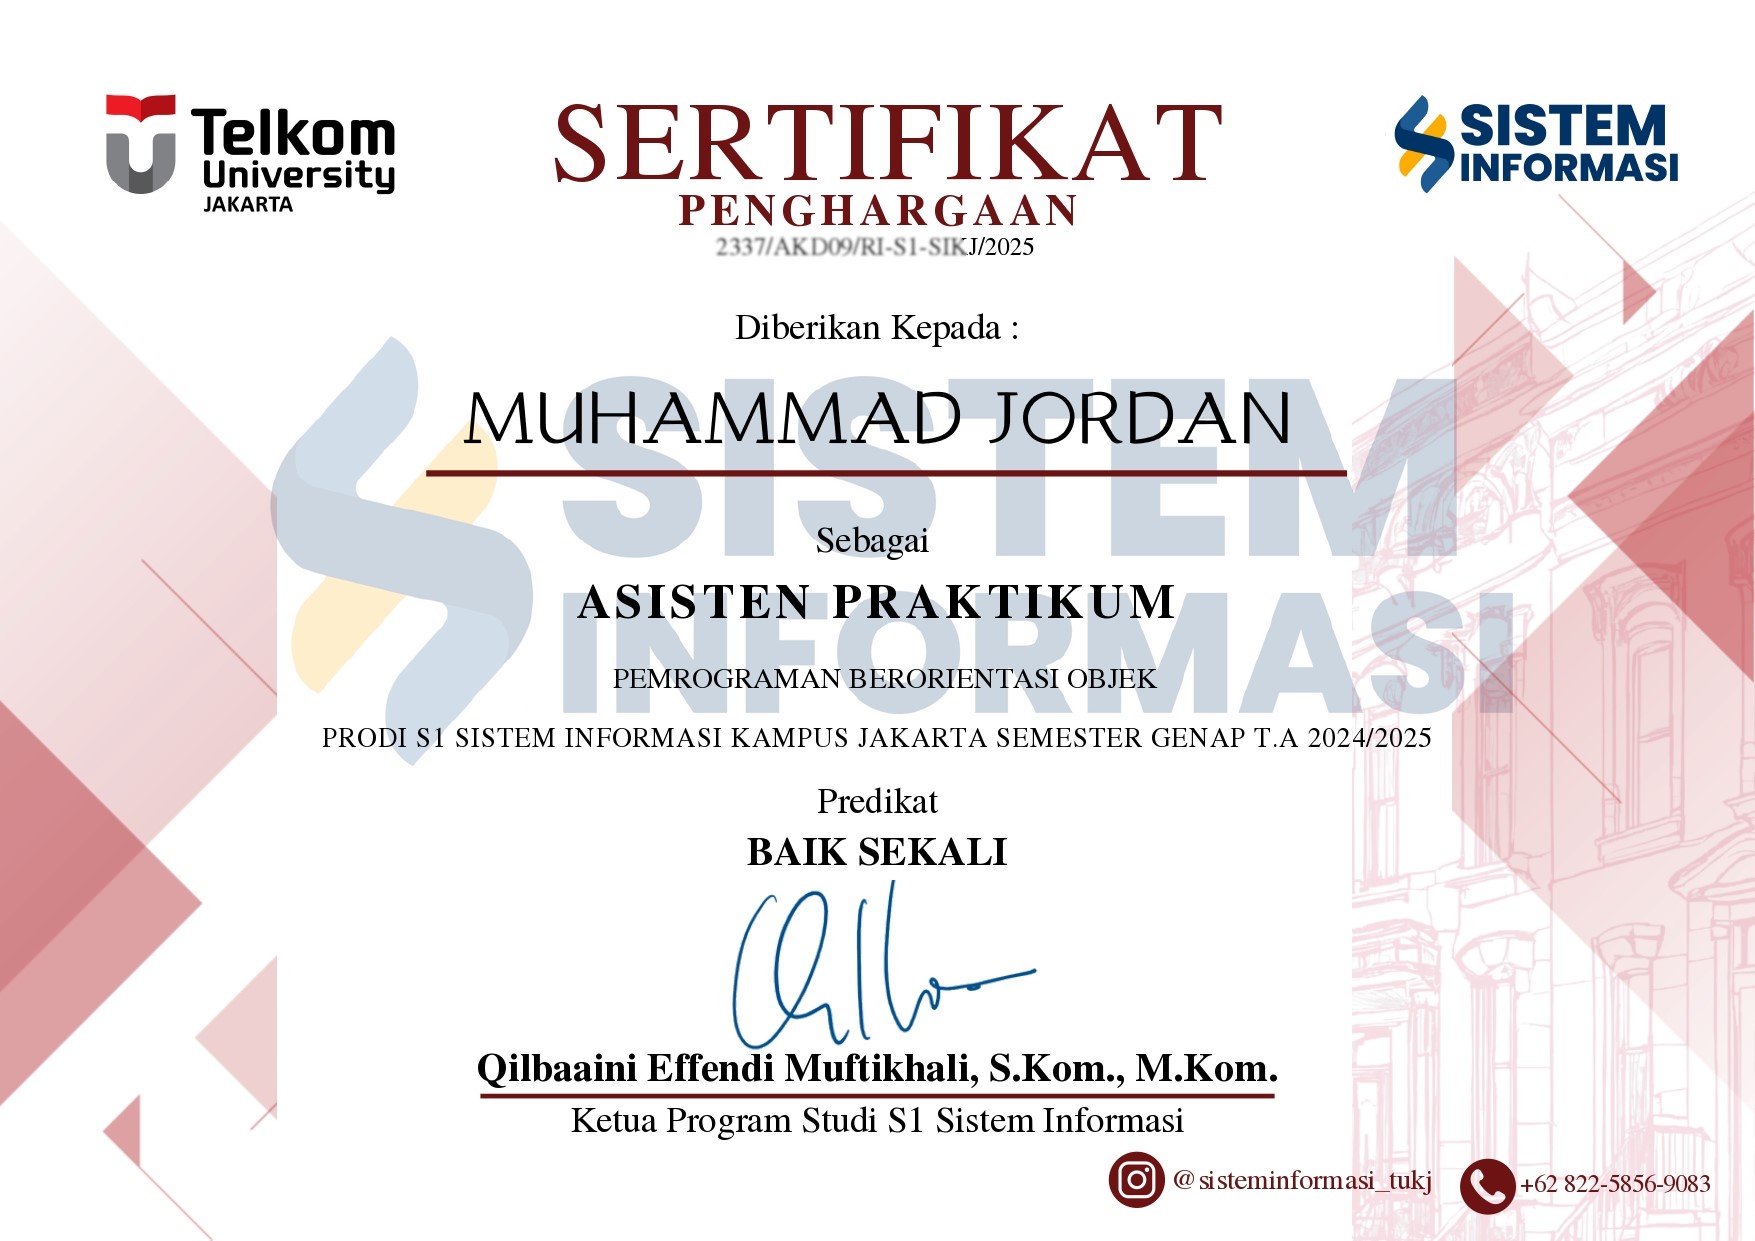 Telkom
University
JAKARTA
SERTIFIKAT
PENGHARGAAN
2337/AKD09/RI-S1-SIKJ/2025
SISTEM
INFORMASI
Diberikan Kepada :
MUHAMMAD JORDAN
SISTEM
INFORMASI
Sebagai
ASISTEN PRAKTIKUM
PEMROGRAMAN BERORIENTASI OBJEK
PRODI S1 SISTEM INFORMASI KAMPUS JAKARTA SEMESTER GENAP T.A 2024/2025
Predikat
BAIK SEKALI
Qilbaaini Effendi Muftikhali, S.Kom., M.Kom.
Ketua Program Studi S1 Sistem Informasi
@sisteminformasi_tukj
+62 822-5856-9083